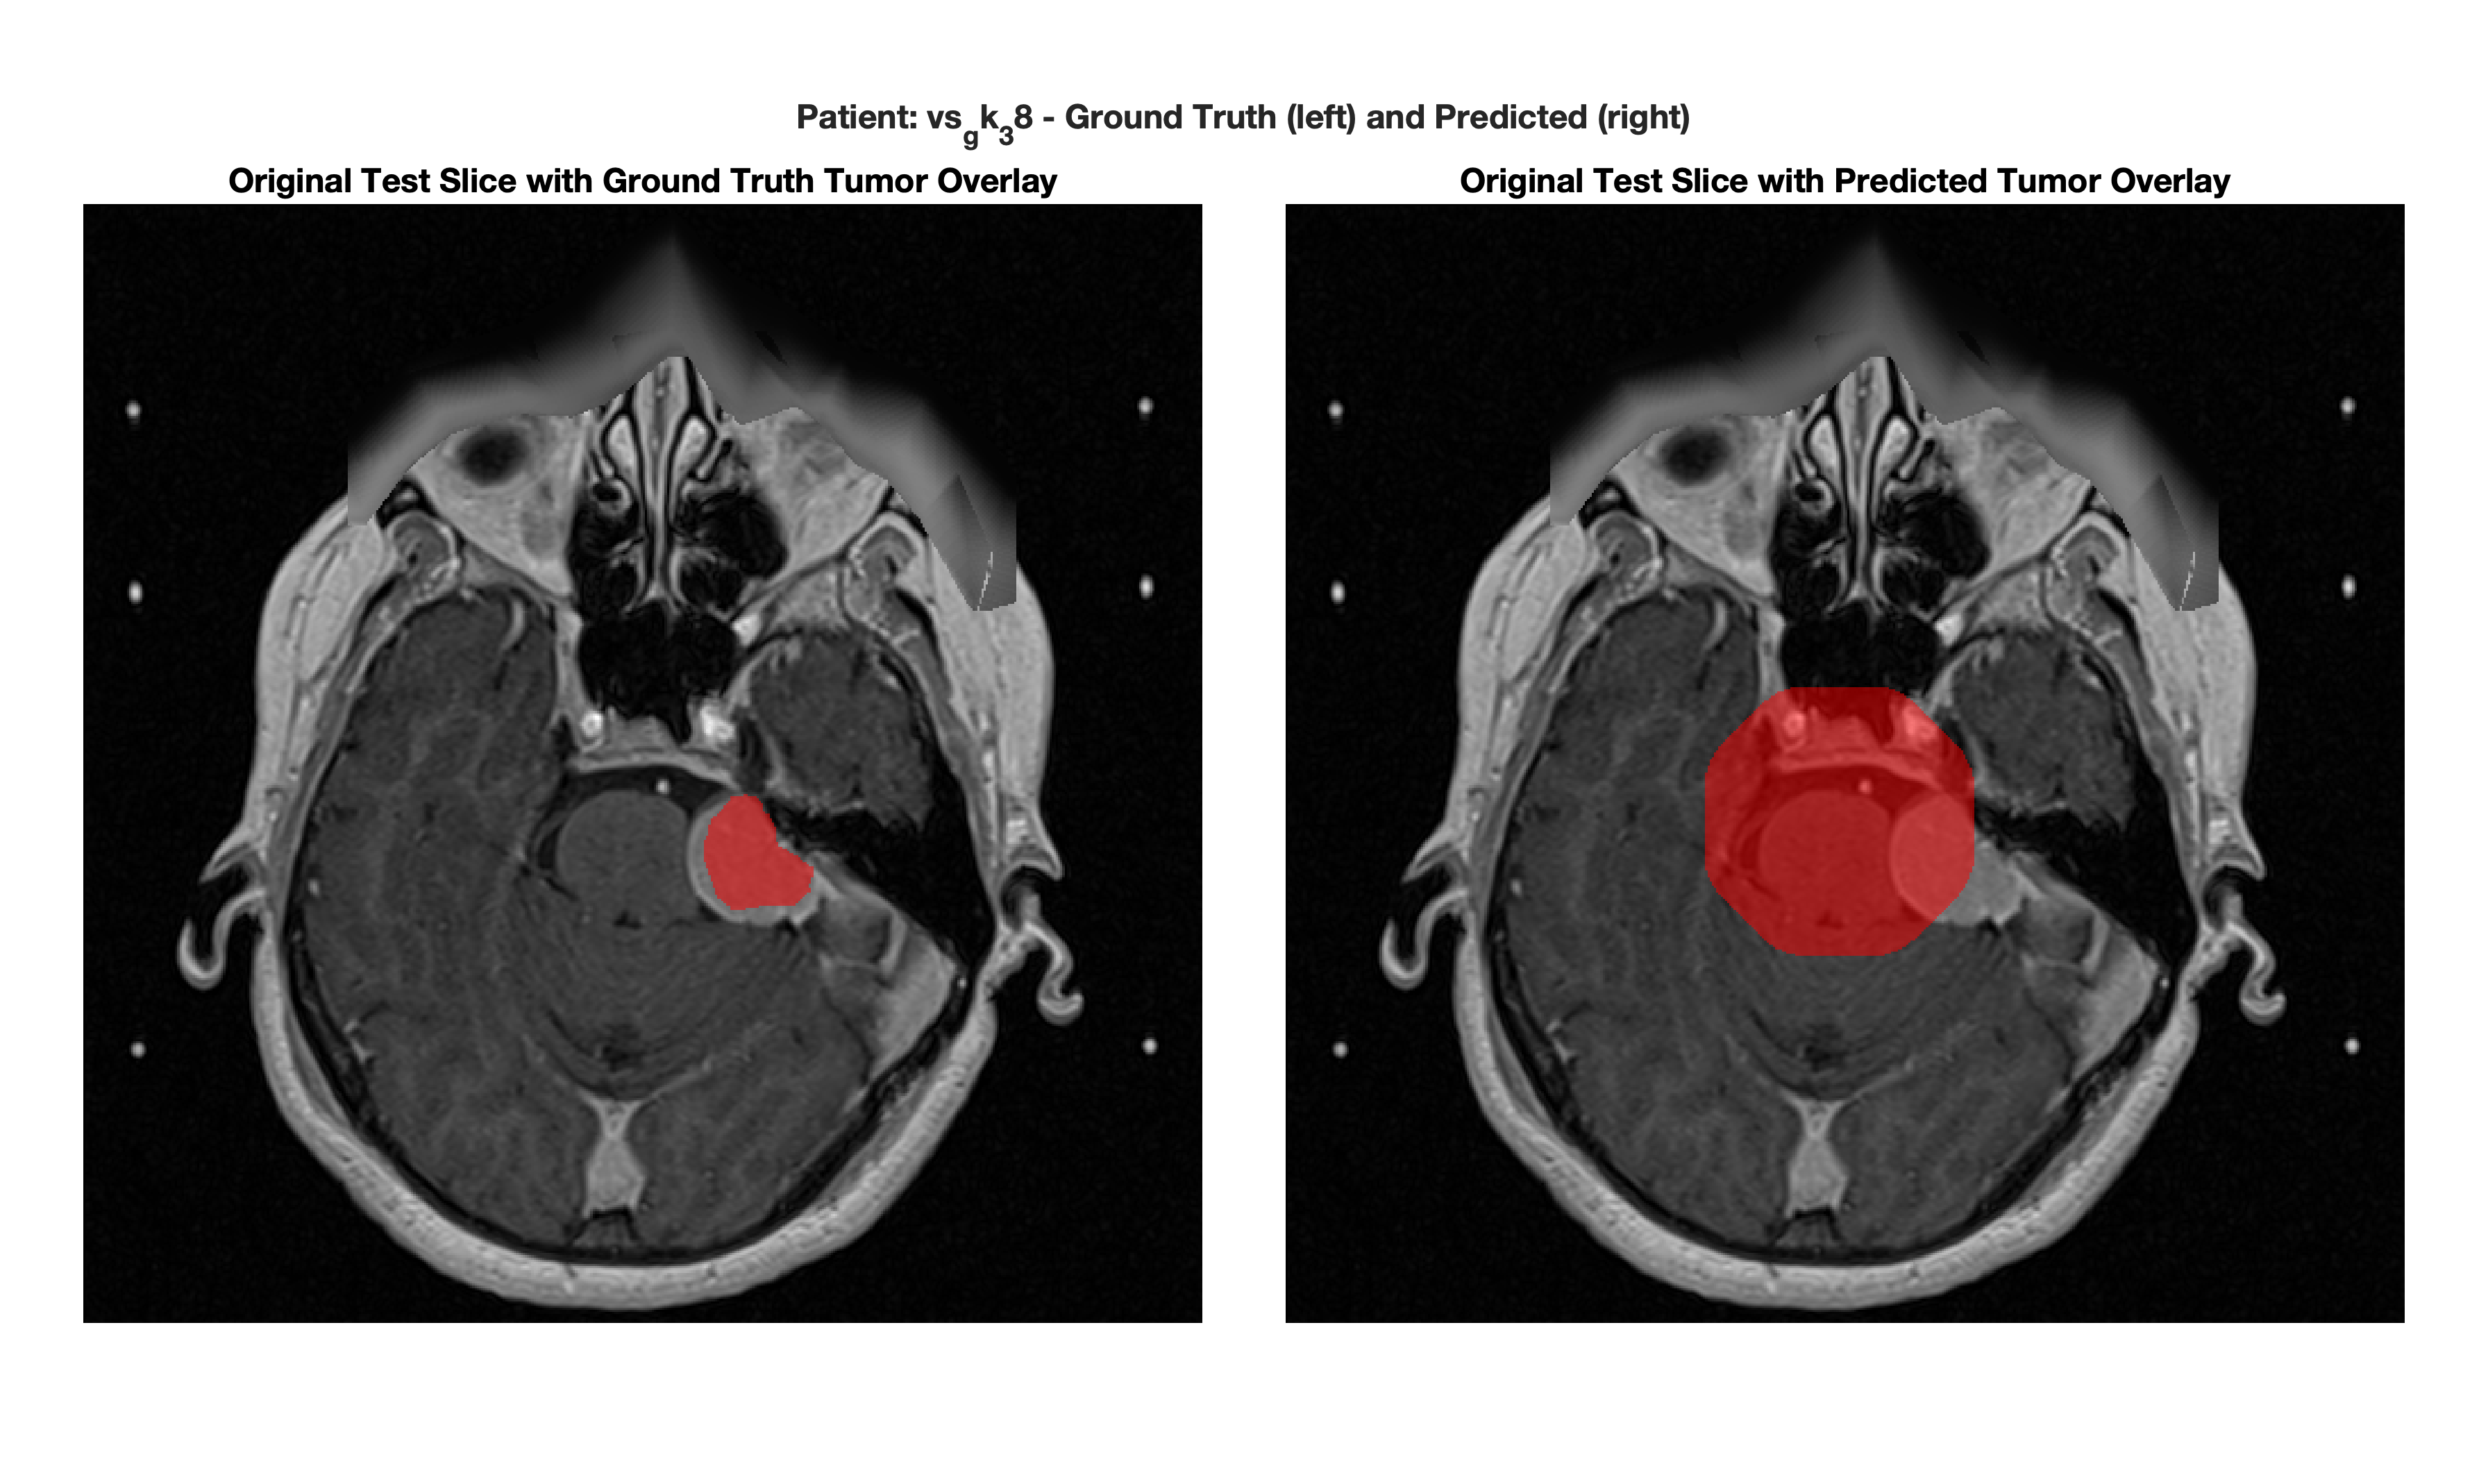 Patient: vsgk38 - Ground Truth (left) and Predicted (right)
Original Test Slice with Ground Truth Tumor Overlay
Original Test Slice with Predicted Tumor Overlay